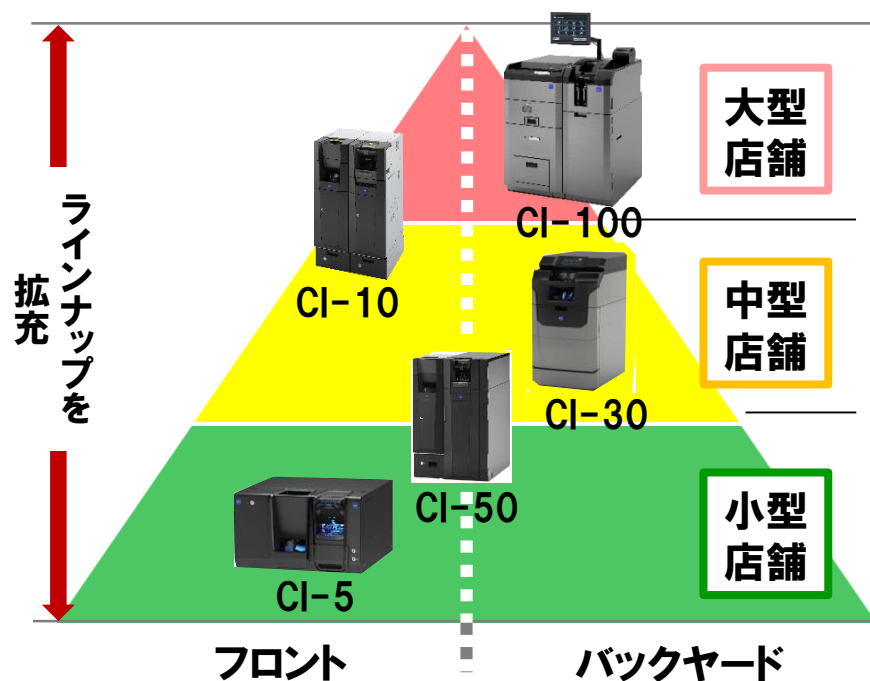 大型
店舗
CI-100
CI-10
ラインナップを
拡充
中型
店舗
CI-30
CI-50
小型
店舗
CI-5
フロント
バックヤード